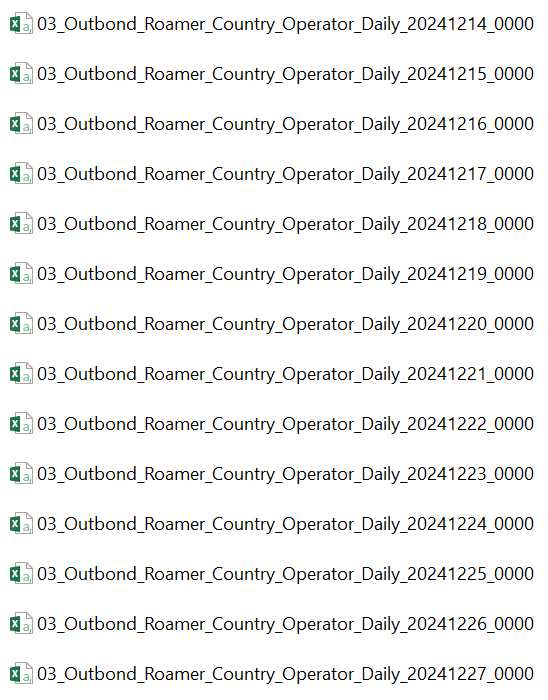 03_Outbond_Roamer_Country_Operator_Daily_20241214_0000
03_Outbond_Roamer_Country_Operator_Daily_20241215_0000
03_Outbond_Roamer_Country_Operator_Daily_20241216_0000
03_Outbond_Roamer_Country_Operator_Daily_20241217_0000
03_Outbond_Roamer_Country_Operator_Daily_20241218_0000
03_Outbond_Roamer_Country_Operator_Daily_20241219_0000
03_Outbond_Roamer_Country_Operator_Daily_20241220_0000
03_Outbond_Roamer_Country_Operator_Daily_20241221_0000
03_Outbond_Roamer_Country_Operator_Daily_20241222_0000
03_Outbond_Roamer_Country_Operator_Daily_20241223_0000
03_Outbond_Roamer_Country_Operator_Daily_20241224_0000
03_Outbond_Roamer_Country_Operator_Daily_20241225_0000
03_Outbond_Roamer_Country_Operator_Daily_20241226_0000
03_Outbond_Roamer_Country_Operator_Daily_20241227_0000